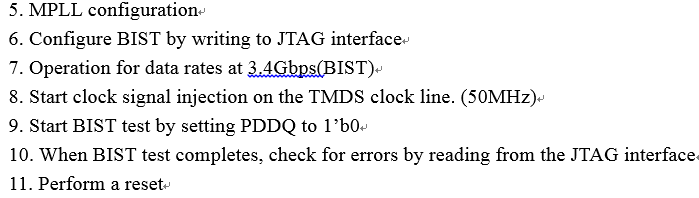 5. MPLL configuration
6. Configure BIST by writing to JTAG interface
7. Operation for data rates at 3.4Gbps(BIST)
8. Start clock signal injection on the TMDS clock line. (50MHz)
9. Start BIST test by setting PDDQ to 1’b0
10. When BIST test completes, check for errors by reading from the JTAG interface
11. Perform a reset